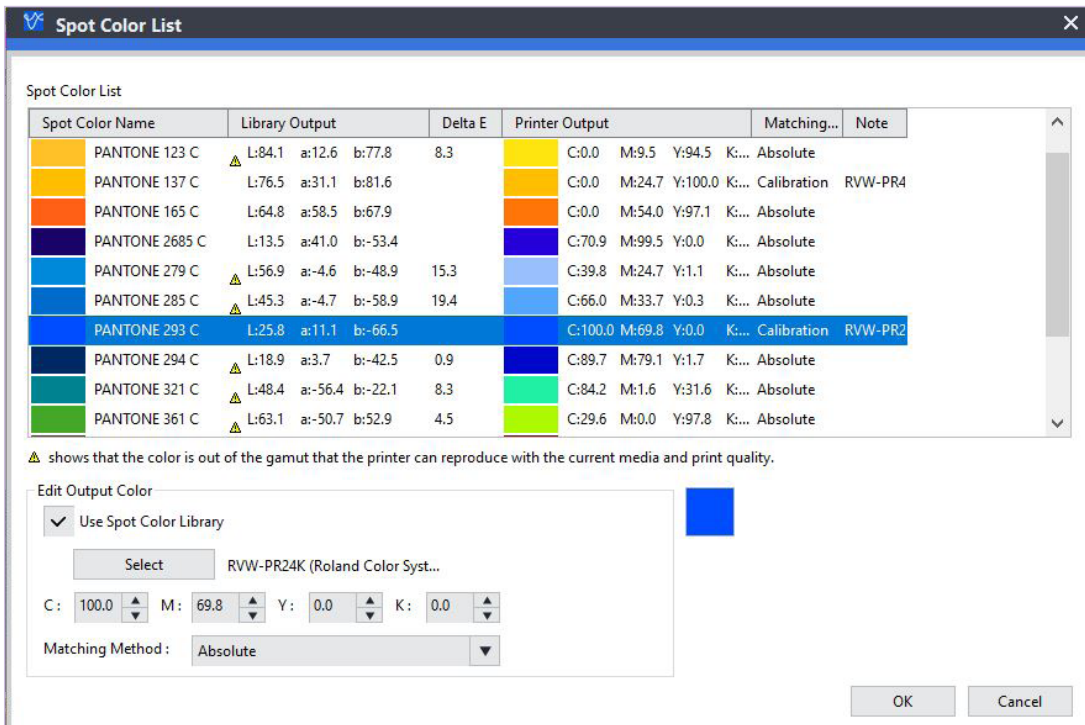 Spot Color List
Spot Color List
Spot Color Name Library Output Delta E Printer Output Matching... Note
PANTONE 123 C L:84.1 a:12.6 b:77.8 8.3 C:0.0 M:9.5 Y:94.5 K:... Absolute
PANTONE 137 C L:76.5 a:31.1 b:81.6 C:0.0 M:24.7 Y:100.0 K:... Calibration RVW-PR4
PANTONE 165 C L:64.8 a:58.5 b:67.9 C:0.0 M:54.0 Y:97.1 K:... Absolute
PANTONE 2685 C L:13.5 a:41.0 b:-53.4 C:70.9 M:99.5 Y:0.0 K:... Absolute
PANTONE 279 C L:56.9 a:-4.6 b:-48.9 15.3 C:39.8 M:24.7 Y:1.1 K:... Absolute
PANTONE 285 C L:45.3 a:-4.7 b:-58.9 19.4 C:66.0 M:33.7 Y:0.3 K:... Absolute
PANTONE 293 C L:25.8 a:11.1 b:-66.5 C:100.0 M:69.8 Y:0.0 K:... Calibration RVW-PR2
PANTONE 294 C L:18.9 a:3.7 b:-42.5 0.9 C:89.7 M:79.1 Y:1.7 K:... Absolute
PANTONE 321 C L:48.4 a:-56.4 b:-22.1 8.3 C:84.2 M:1.6 Y:31.6 K:... Absolute
PANTONE 361 C L:63.1 a:-50.7 b:52.9 4.5 C:29.6 M:0.0 Y:97.8 K:... Absolute
shows that the color is out of the gamut that the printer can reproduce with the current media and print quality.
Edit Output Color
Use Spot Color Library
Select RVW-PR24K (Roland Color Syst...
C: 100.0 M: 69.8 Y: 0.0 K: 0.0
Matching Method : Absolute
OK Cancel